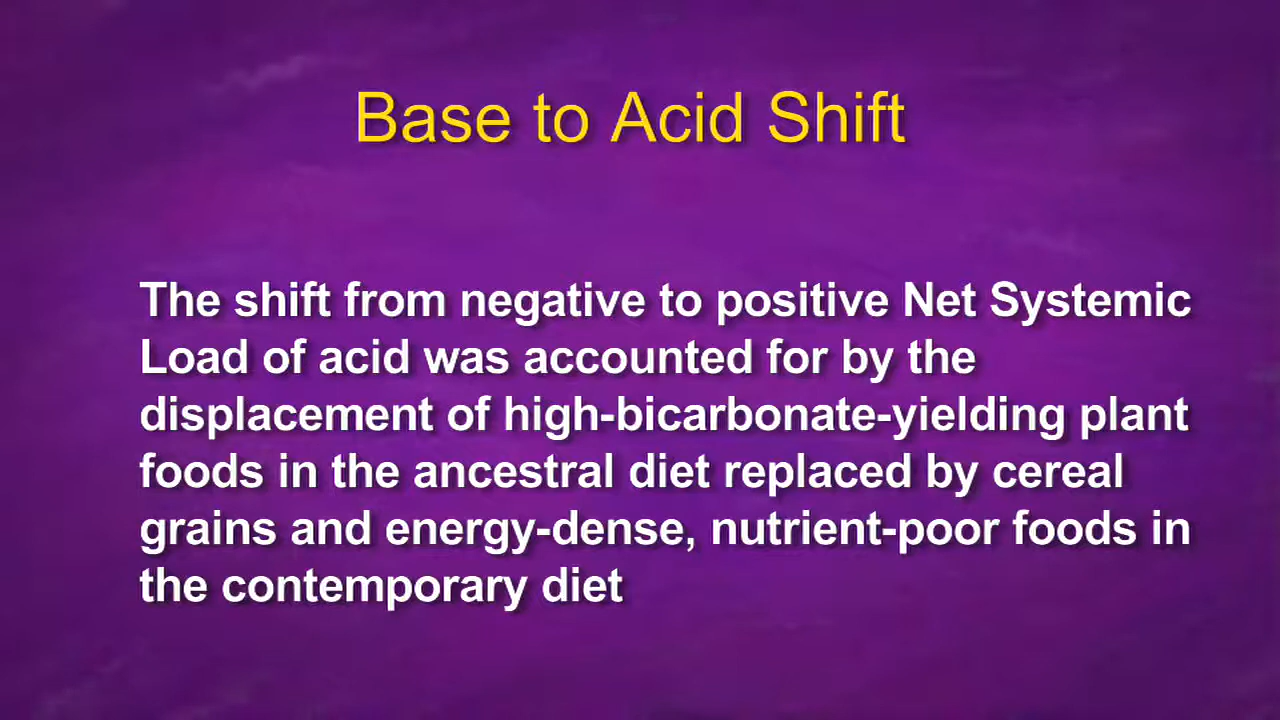 Base to Acid Shift
The shift from negative to positive Net Systemic
Load of acid was accounted for by the
displacement of high-bicarbonate-yielding plant
foods in the ancestral diet replaced by cereal
grains and energy-dense, nutrient-poor foods in
the contemporary diet